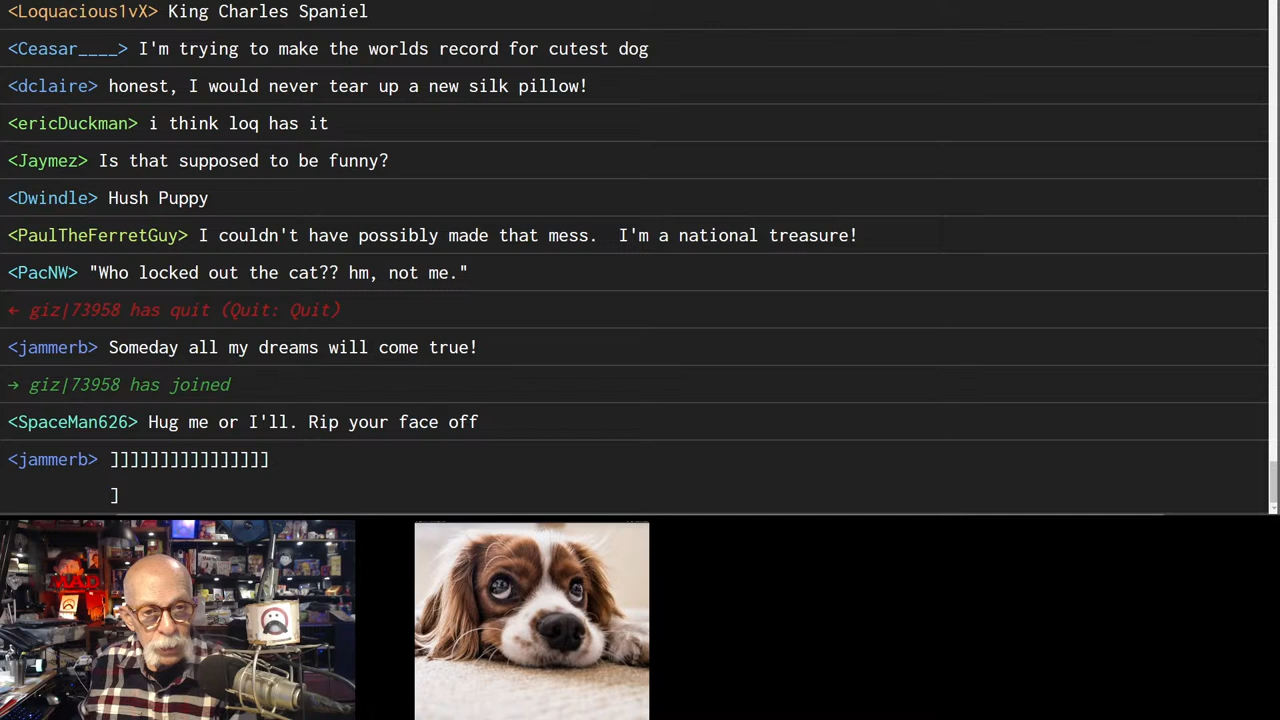 <Loquacious1vX> King Charles Spaniel
<Ceasar____> I'm trying to make the worlds record for cutest dog
<dclaire> honest, I would never tear up a new silk pillow!
<ericDuckman> i think loq has it
<Jaymez> Is that supposed to be funny?
<Dwindle> Hush Puppy
<PaulTheFerretGuy> I couldn't have possibly made that mess.  I'm a national treasure!
<PacNW> "Who locked out the cat?? hm, not me."
← giz|73958 has quit (Quit: Quit)
<jammerb> Someday all my dreams will come true!
→ giz|73958 has joined
<SpaceMan626> Hug me or I'll. Rip your face off
<jammerb> ]]]]]]]]]]]]]]]]
]
MAD